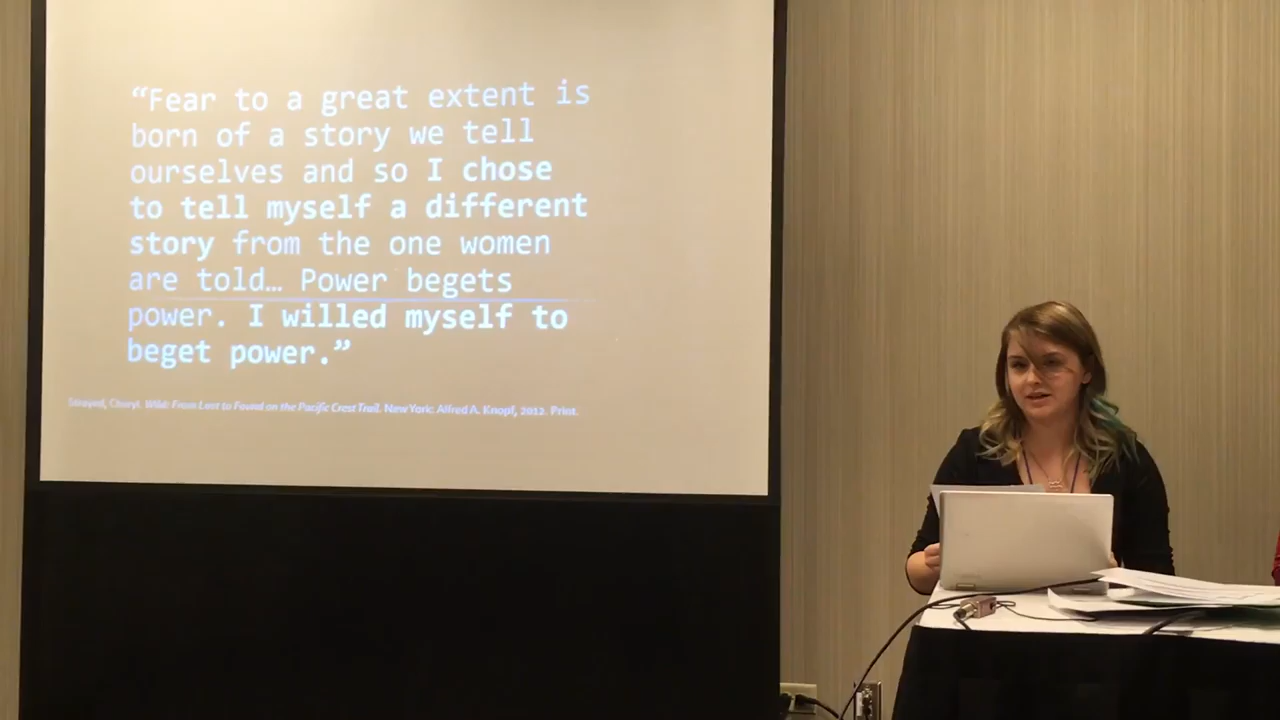 “Fear to a great extent is
born of a story we tell
ourselves and so I chose
to tell myself a different
story from the one women
are told… Power begets
power. I willed myself to
beget power.”
Strayed, Cheryl. Wild: From Lost to Found on the Pacific Crest Trail. New York: Alfred A. Knopf, 2012. Print.